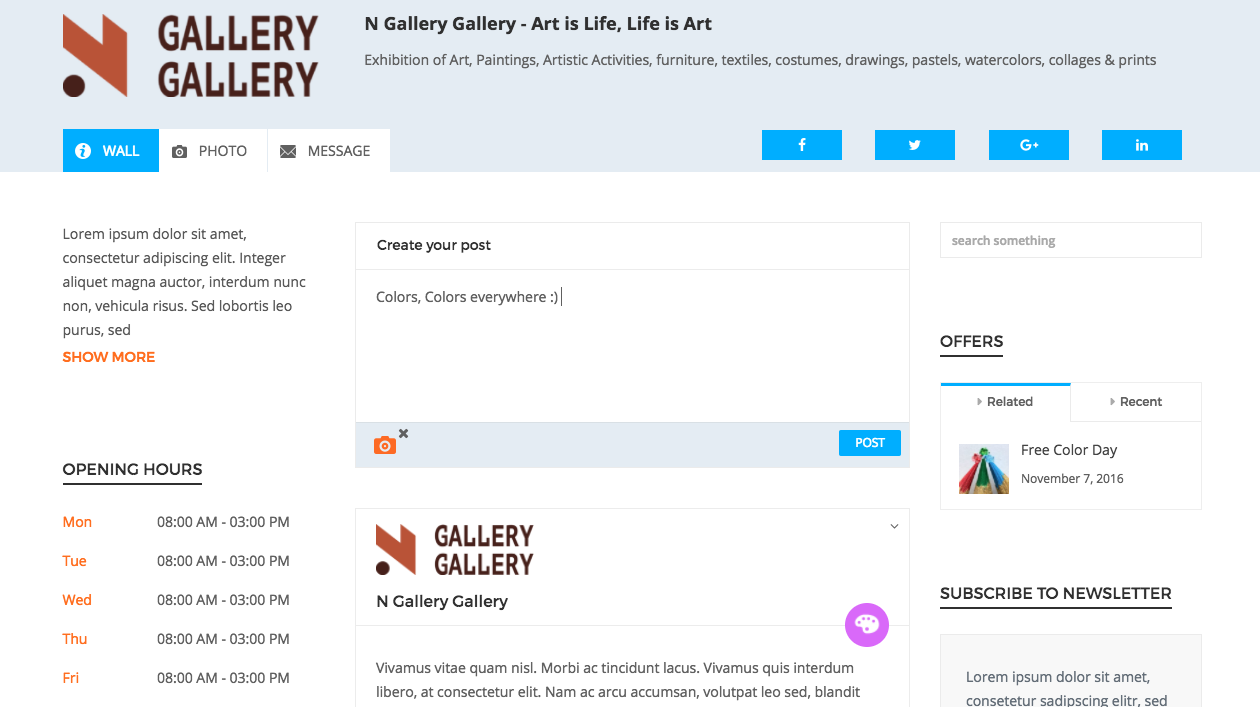 GALLERY
GALLERY
N Gallery Gallery - Art is Life, Life is Art
Exhibition of Art, Paintings, Artistic Activities, furniture, textiles, costumes, drawings, pastels, watercolors, collages & prints
WALL
PHOTO
MESSAGE
f
G+
in
Lorem ipsum dolor sit amet,
consectetur adipiscing elit. Integer
aliquet magna auctor, interdum nunc
non, vehicula risus. Sed lobortis leo
purus, sed
SHOW MORE
OPENING HOURS
Mon 08:00 AM - 03:00 PM
Tue 08:00 AM - 03:00 PM
Wed 08:00 AM - 03:00 PM
Thu 08:00 AM - 03:00 PM
Fri 08:00 AM - 03:00 PM
Create your post
Colors, Colors everywhere :)
POST
GALLERY
GALLERY
N Gallery Gallery
Vivamus vitae quam nisl. Morbi ac tincidunt lacus. Vivamus quis interdum
libero, at consectetur elit. Nam ac arcu accumsan, volutpat leo sed, blandit
search something
OFFERS
Related
Recent
Free Color Day
November 7, 2016
SUBSCRIBE TO NEWSLETTER
Lorem ipsum dolor sit amet,
consetetur sadipscing elitr, sed